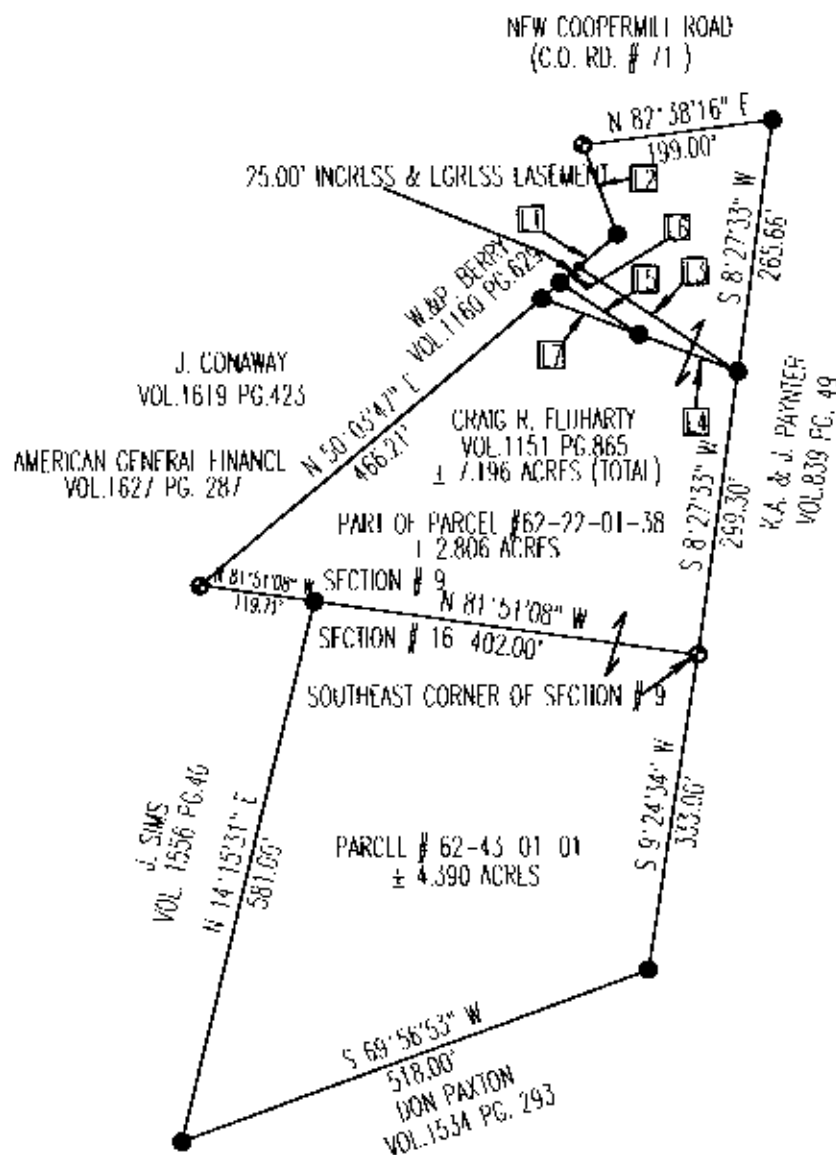 NEW COOPERMILL ROAD
(C.O. RD. # 71 )
N 82°38'16" E
199.00'
25.00' INGRESS & EGRESS EASEMENT
L2
L1
L6
S 8°27'33" W
265.66'
W.&P. BERRY
VOL.1160 PG.625
L5
L3
L7
L4
J. CONAWAY
VOL.1619 PG.423
N 50°03'47" E
466.21'
CRAIG R. FLUHARTY
VOL.1151 PG.865
± 7.196 ACRES (TOTAL)
K.A. & J. PAYNTER
VOL.839 PG. 49
AMERICAN GENERAL FINANCE
VOL.1627 PG. 287
S 8°27'33" W
299.30'
PART OF PARCEL #62-22-01-38
± 2.806 ACRES
N 81°51'08" W
119.71'
SECTION # 9
N 81°51'08" W
SECTION # 16
402.00'
SOUTHEAST CORNER OF SECTION # 9
J. SIMS
VOL. 1556 PG.40
N 14°15'31" E
581.00'
S 9°24'34" W
333.00'
PARCEL # 62-43-01-01
± 4.390 ACRES
S 69°56'53" W
518.00'
DON PAXTON
VOL.1534 PG. 293